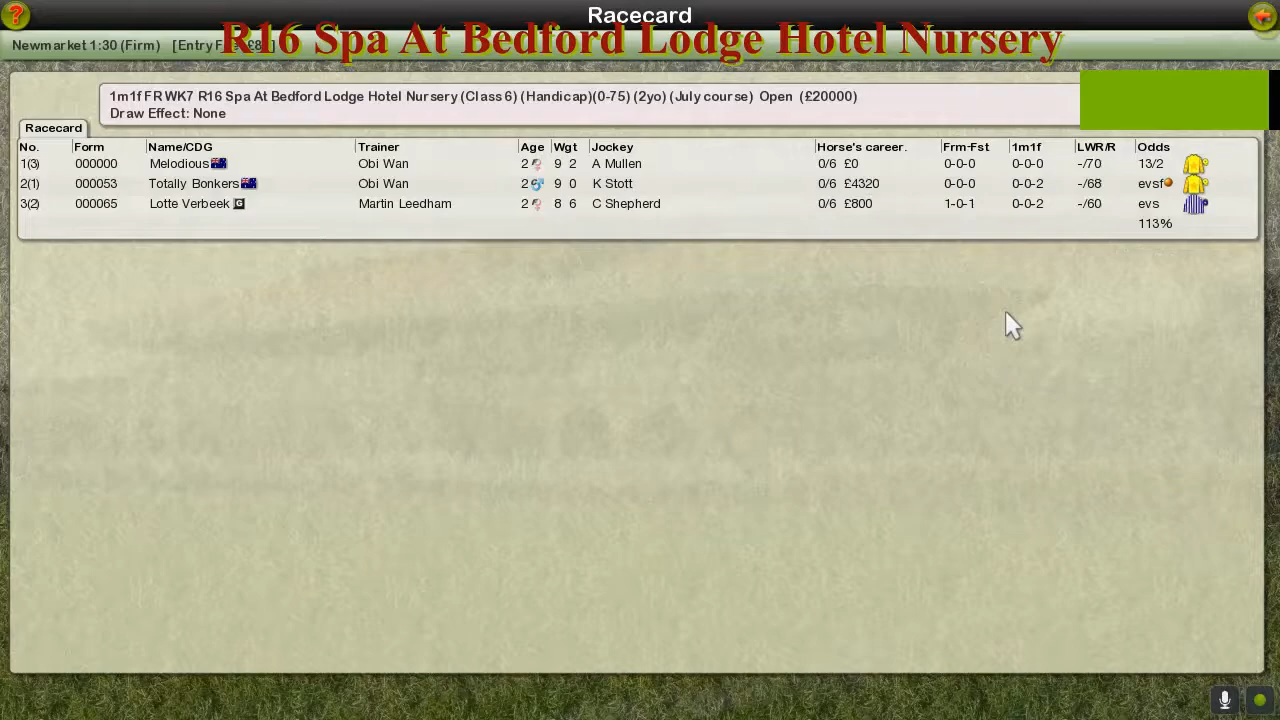 Racecard
R16 Spa At Bedford Lodge Hotel Nursery
Newmarket 1:30 (Firm) [Entry
1m1f FR WK7 R16 Spa At Bedford Lodge Hotel Nursery (Class 6) (Handicap)(0-75) (2yo) (July course) Open (£20000)
Draw Effect: None
Racecard
No. Form Name/CDG Trainer Age Wgt Jockey Horse's career. Frm-Fst 1m1f LWR/R Odds
1(3) 000000 Melodious Obi Wan 2 9 2 A Mullen 0/6 £0 0-0-0 0-0-0 -/70 13/2
2(1) 000053 Totally Bonkers Obi Wan 2 9 0 K Stott 0/6 £4320 0-0-0 0-0-2 -/68 evsf
3(2) 000065 Lotte Verbeek G Martin Leedham 2 8 6 C Shepherd 0/6 £800 1-0-1 0-0-2 -/60 evs
113%